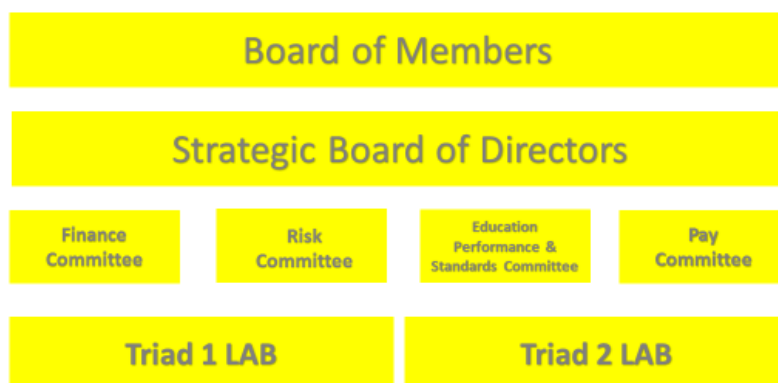 Board of Members
Strategic Board of Directors
Finance
Committee
Risk
Committee
Education
Performance &
Standards Committee
Pay
Committee
Triad 1 LAB
Triad 2 LAB